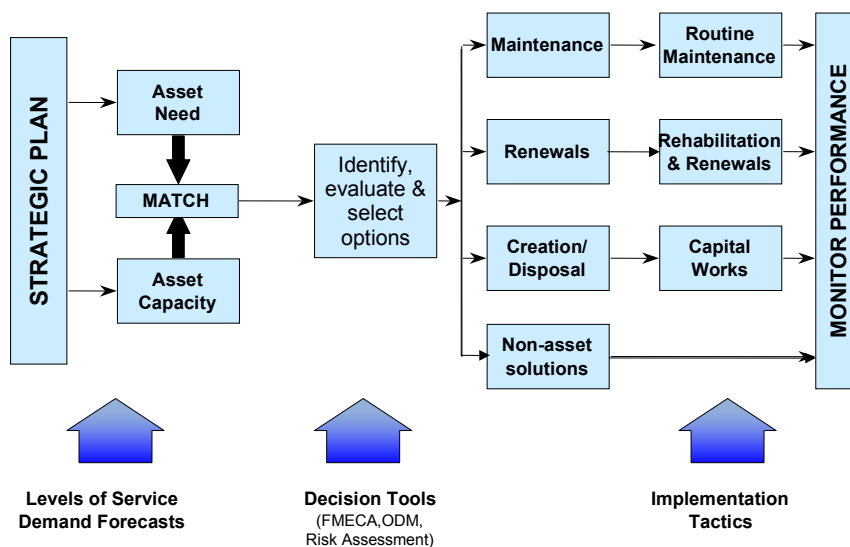 STRATEGIC PLAN
Asset
Need
MATCH
Asset
Capacity
Identify,
evaluate &
select
options
Maintenance
Routine
Maintenance
Renewals
Rehabilitation
& Renewals
Creation/
Disposal
Capital
Works
Non-asset
solutions
MONITOR PERFORMANCE
Levels of Service
Demand Forecasts
Decision Tools
(FMECA,ODM,
Risk Assessment)
Implementation
Tactics